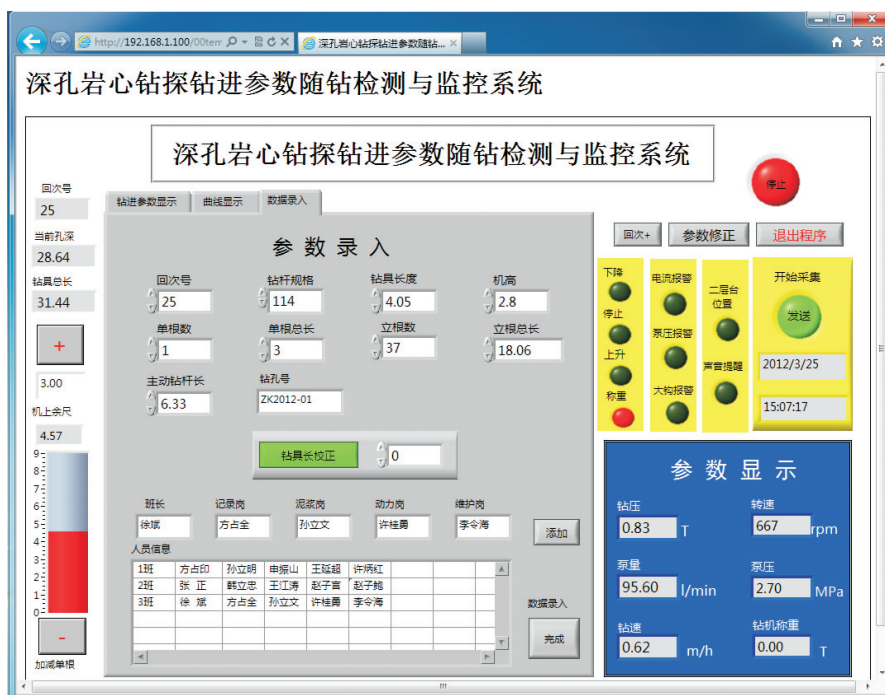 http://192.168.1.100/00terr
深孔岩心钻探钻进参数随钻...
深孔岩心钻探钻进参数随钻检测与监控系统
深孔岩心钻探钻进参数随钻检测与监控系统
停止
回次号
25
当前孔深
28.64
钻具总长
31.44
+
3.00
机上余尺
4.57
9
8
7
6
5
4
3
2
1
0
-
加减单根
钻进参数显示 曲线显示 数据录入
参数录入
回次号 钻杆规格 钻具长度 机高
25 114 4.05 2.8
单根数 单根总长 立根数 立根总长
1 3 37 18.06
主动钻杆长 钻孔号
6.33 ZK2012-01
钻具长校正 0
班长 记录岗 泥浆岗 动力岗 维护岗
徐斌 方占全 孙立文 许桂勇 李令海
添加
人员信息
1班 方占印 孙立明 申振山 王延超 许炳红
2班 张 正 韩立忠 王江涛 赵子富 赵子鲍
3班 徐 斌 方占全 孙立文 许桂勇 李令海
数据录入
完成
回次+ 参数修正 退出程序
下降
停止
上升
称重
电流报警
泵压报警
大钩报警
二层台
位置
声音提醒
开始采集
发送
2012/3/25
15:07:17
参数显示
钻压 转速
0.83 T 667 rpm
泵量 泵压
95.60 l/min 2.70 MPa
钻速 钻机称重
0.62 m/h 0.00 T